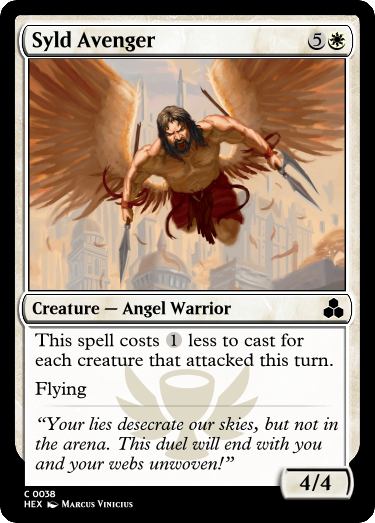 Syld Avenger 5
Creature — Angel Warrior
This spell costs 1 less to cast for
each creature that attacked this turn.
Flying
“Your lies desecrate our skies, but not in
the arena. This duel will end with you
and your webs unwoven!”
4/4
C 0038
HEX Marcus Vinicius